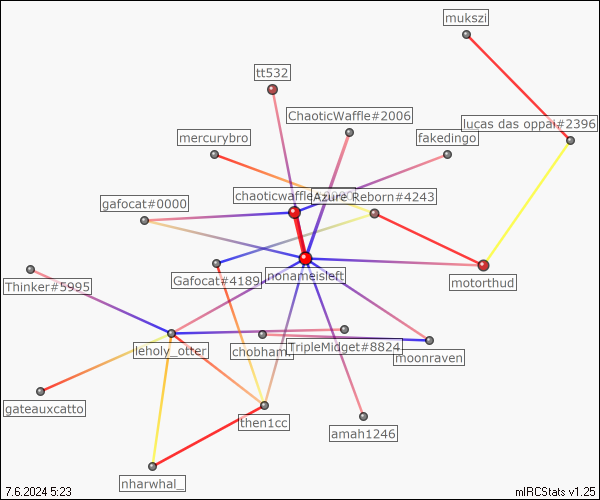 mukszi
tt532
ChaoticWaffle#2006
lucas das oppai#2396
mercurybro
fakedingo
chaoticwaffle
Azure Reborn#4243
gafocat#0000
Gafocat#4189
nonameisleft
motorthud
Thinker#5995
leholy_otter
chobham
TripleMidget#8824
moonraven
gateauxcatto
then1cc
amah1246
nharwhal_
7.6.2024 5:23
mIRCStats v1.25